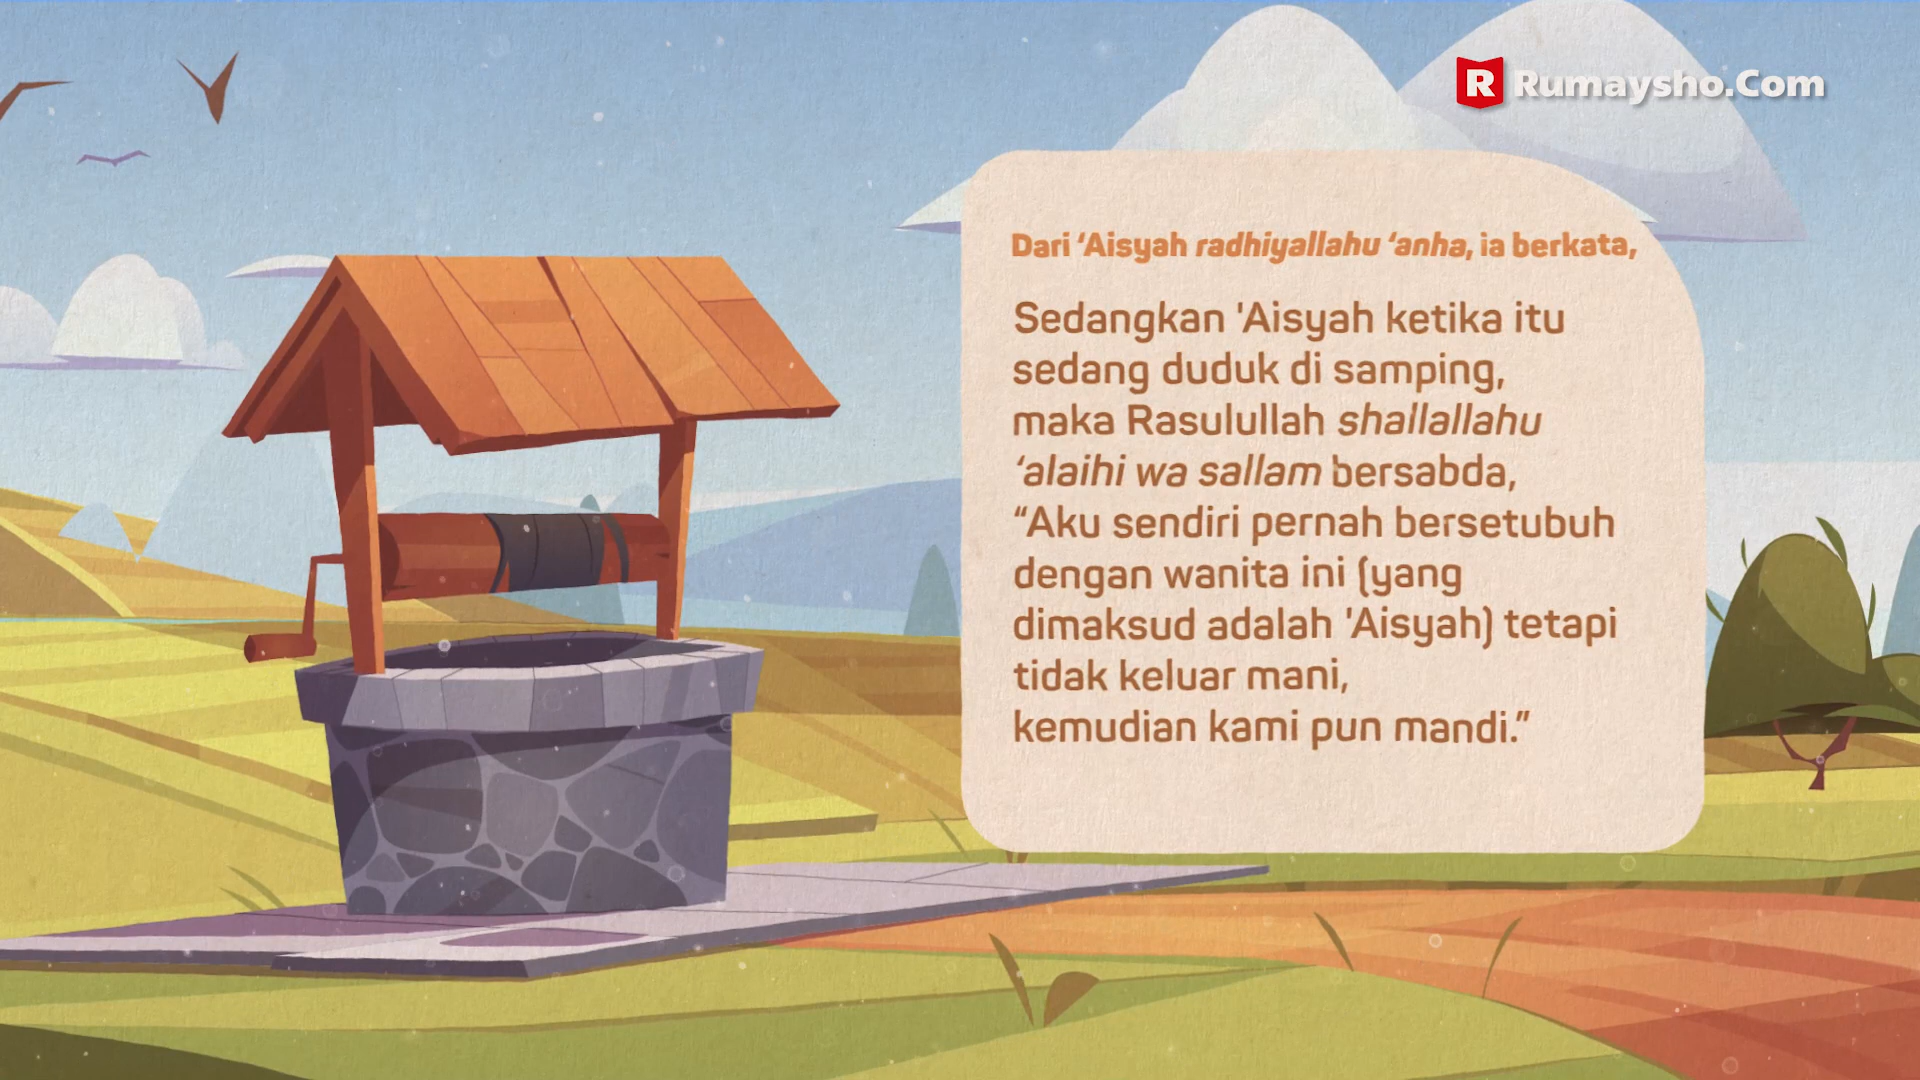 R Rumaysho.Com
Dari ‘Aisyah radhiyallahu ‘anha, ia berkata,
Sedangkan 'Aisyah ketika itu
sedang duduk di samping,
maka Rasulullah shallallahu
‘alaihi wa sallam bersabda,
“Aku sendiri pernah bersetubuh
dengan wanita ini (yang
dimaksud adalah 'Aisyah) tetapi
tidak keluar mani,
kemudian kami pun mandi.”